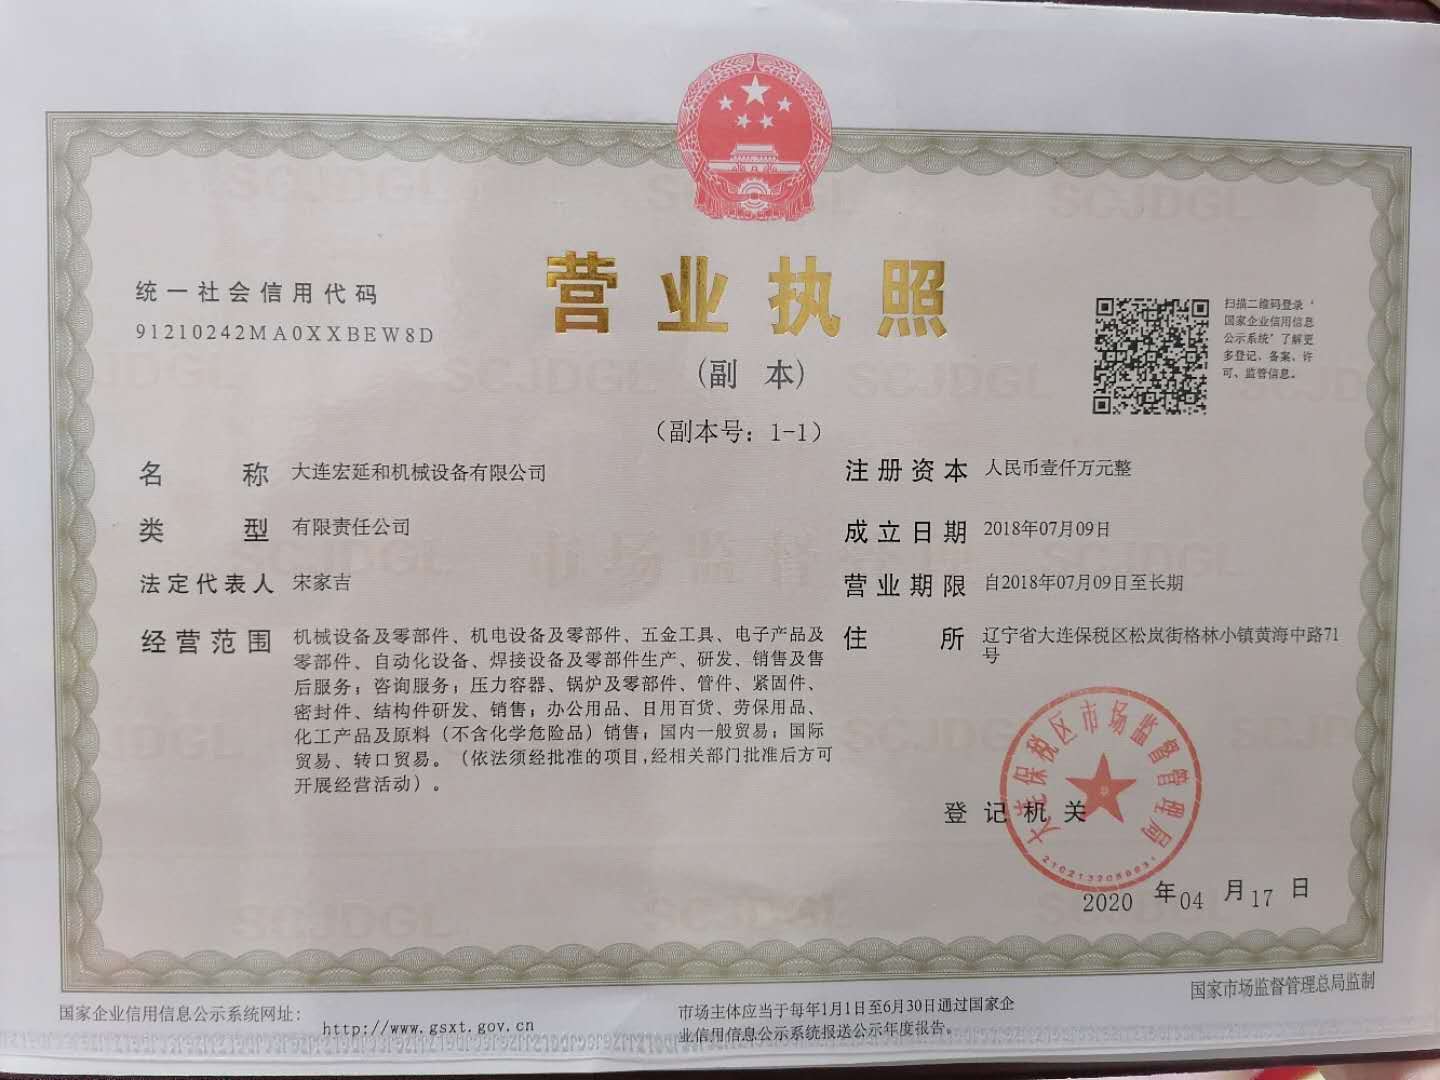 营业执照
(副 本)
（副本号：1-1）
统一社会信用代码
91210242MA0XXBEW8D
扫描二维码登录‘
国家企业信用信息
公示系统’了解更
多登记、备案、许
可、监管信息。
名 称 大连宏延和机械设备有限公司
类 型 有限责任公司
法定代表人 宋家吉
经营范围 机械设备及零部件、机电设备及零部件、五金工具、电子产品及
零部件、自动化设备、焊接设备及零部件生产、研发、销售及售
后服务；咨询服务；压力容器、锅炉及零部件、管件、紧固件、
密封件、结构件研发、销售；办公用品、日用百货、劳保用品、
化工产品及原料（不含化学危险品）销售；国内一般贸易；国际
贸易、转口贸易。（依法须经批准的项目,经相关部门批准后方可
开展经营活动）。
注册资本 人民币壹仟万元整
成立日期 2018年07月09日
营业期限 自2018年07月09日至长期
住 所 辽宁省大连保税区松岚街格林小镇黄海中路71
号
登记机关
大连保税区市场监督管理局
2020 年 04 月 17 日
国家企业信用信息公示系统网址：
http://www.gsxt.gov.cn
市场主体应当于每年1月1日至6月30日通过国家企
业信用信息公示系统报送公示年度报告。
国家市场监督管理总局监制
SCJDGL
市场监督